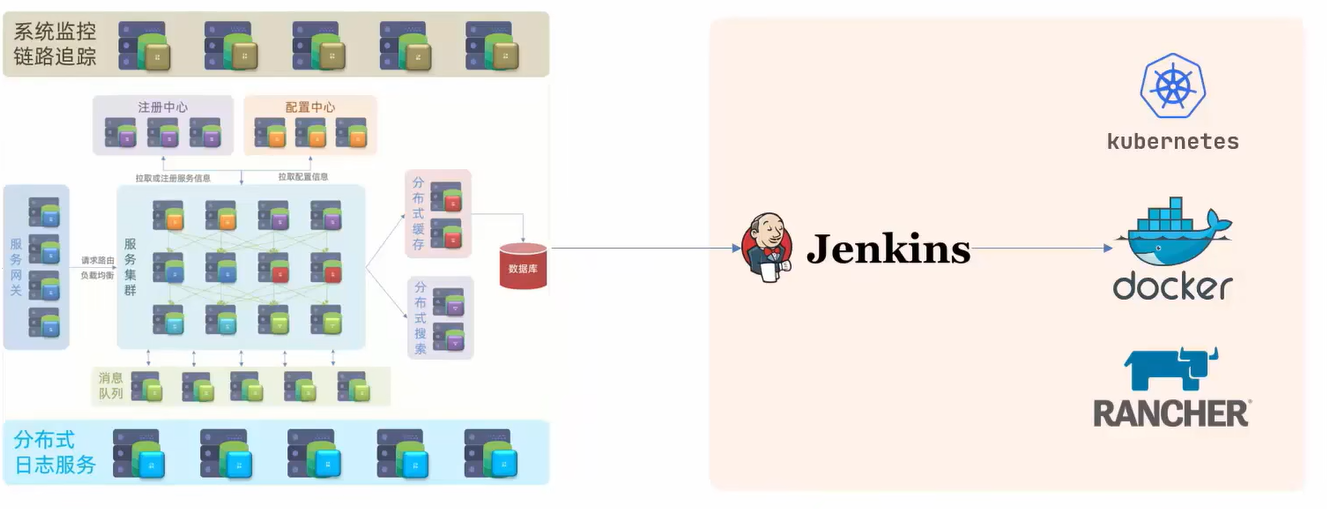 系统监控
链路追踪
注册中心
配置中心
拉取或注册服务信息
拉取配置信息
服务网关
请求路由
负载均衡
服务集群
分布式缓存
数据库
分布式搜索
消息
队列
分布式
日志服务
Jenkins
kubernetes
docker
RANCHER®